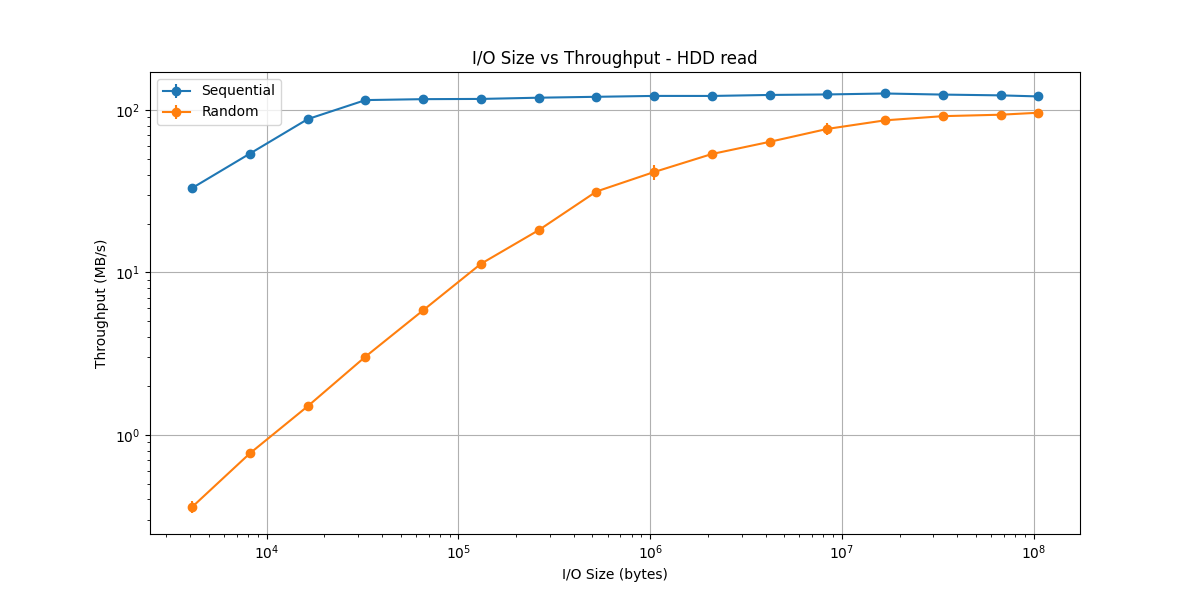 I/O Size vs Throughput - HDD read
Sequential
Random
Throughput (MB/s)
10²
10¹
10⁰
10⁴ 10⁵ 10⁶ 10⁷ 10⁸
I/O Size (bytes)